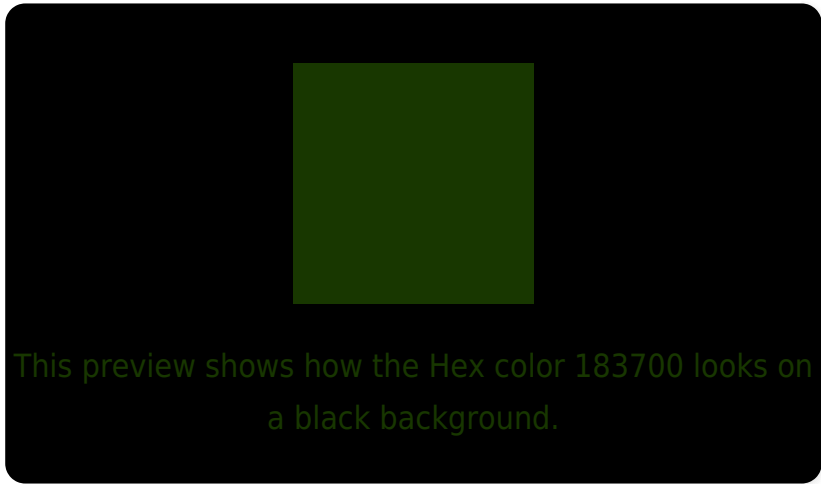 This preview shows how the Hex color 183700 looks on
a black background.